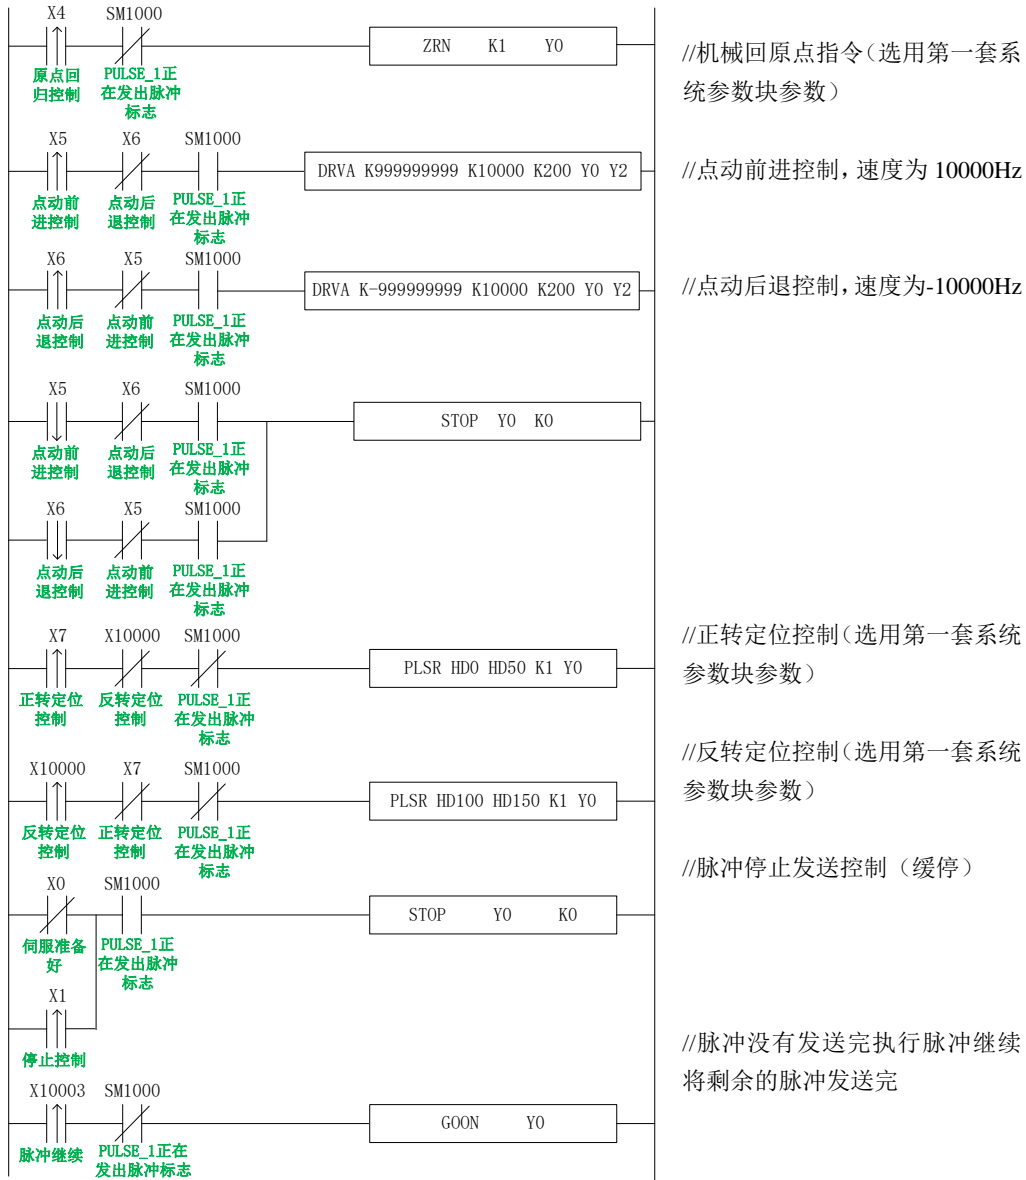 X4 SM1000
ZRN K1 Y0
原点回 PULSE_1正
归控制 在发出脉冲
标志
//机械回原点指令（选用第一套系
统参数块参数）
X5 X6 SM1000
DRVA K999999999 K10000 K200 Y0 Y2
点动前 点动后 PULSE_1正
进控制 退控制 在发出脉冲
标志
//点动前进控制，速度为 10000Hz
X6 X5 SM1000
DRVA K-999999999 K10000 K200 Y0 Y2
点动后 点动前 PULSE_1正
退控制 进控制 在发出脉冲
标志
//点动后退控制，速度为-10000Hz
X5 X6 SM1000
STOP Y0 K0
点动前 点动后 PULSE_1正
进控制 退控制 在发出脉冲
标志
X6 X5 SM1000
点动后 点动前 PULSE_1正
退控制 进控制 在发出脉冲
标志
X7 X10000 SM1000
PLSR HD0 HD50 K1 Y0
正转定位 反转定位 PULSE_1正
控制 控制 在发出脉冲
标志
//正转定位控制（选用第一套系统
参数块参数）
X10000 X7 SM1000
PLSR HD100 HD150 K1 Y0
反转定位 正转定位 PULSE_1正
控制 控制 在发出脉冲
标志
//反转定位控制（选用第一套系统
参数块参数）
X0 SM1000
STOP Y0 K0
伺服准备 PULSE_1正
好 在发出脉冲
标志
//脉冲停止发送控制（缓停）
X1
停止控制
X10003 SM1000
GOON Y0
脉冲继续 PULSE_1正在
发出脉冲标志
//脉冲没有发送完执行脉冲继续
将剩余的脉冲发送完